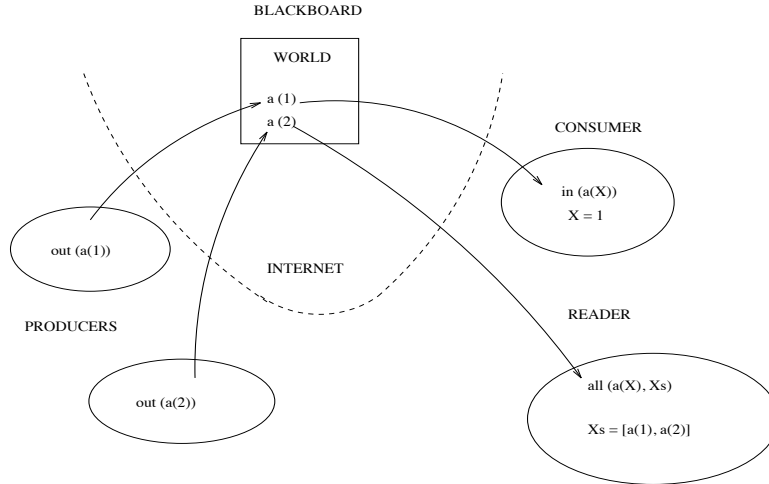 BLACKBOARD
WORLD
a (1)
a (2)
CONSUMER
in (a(X))
X = 1
out (a(1))
INTERNET
PRODUCERS
READER
out (a(2))
all (a(X), Xs)
Xs = [a(1), a(2)]